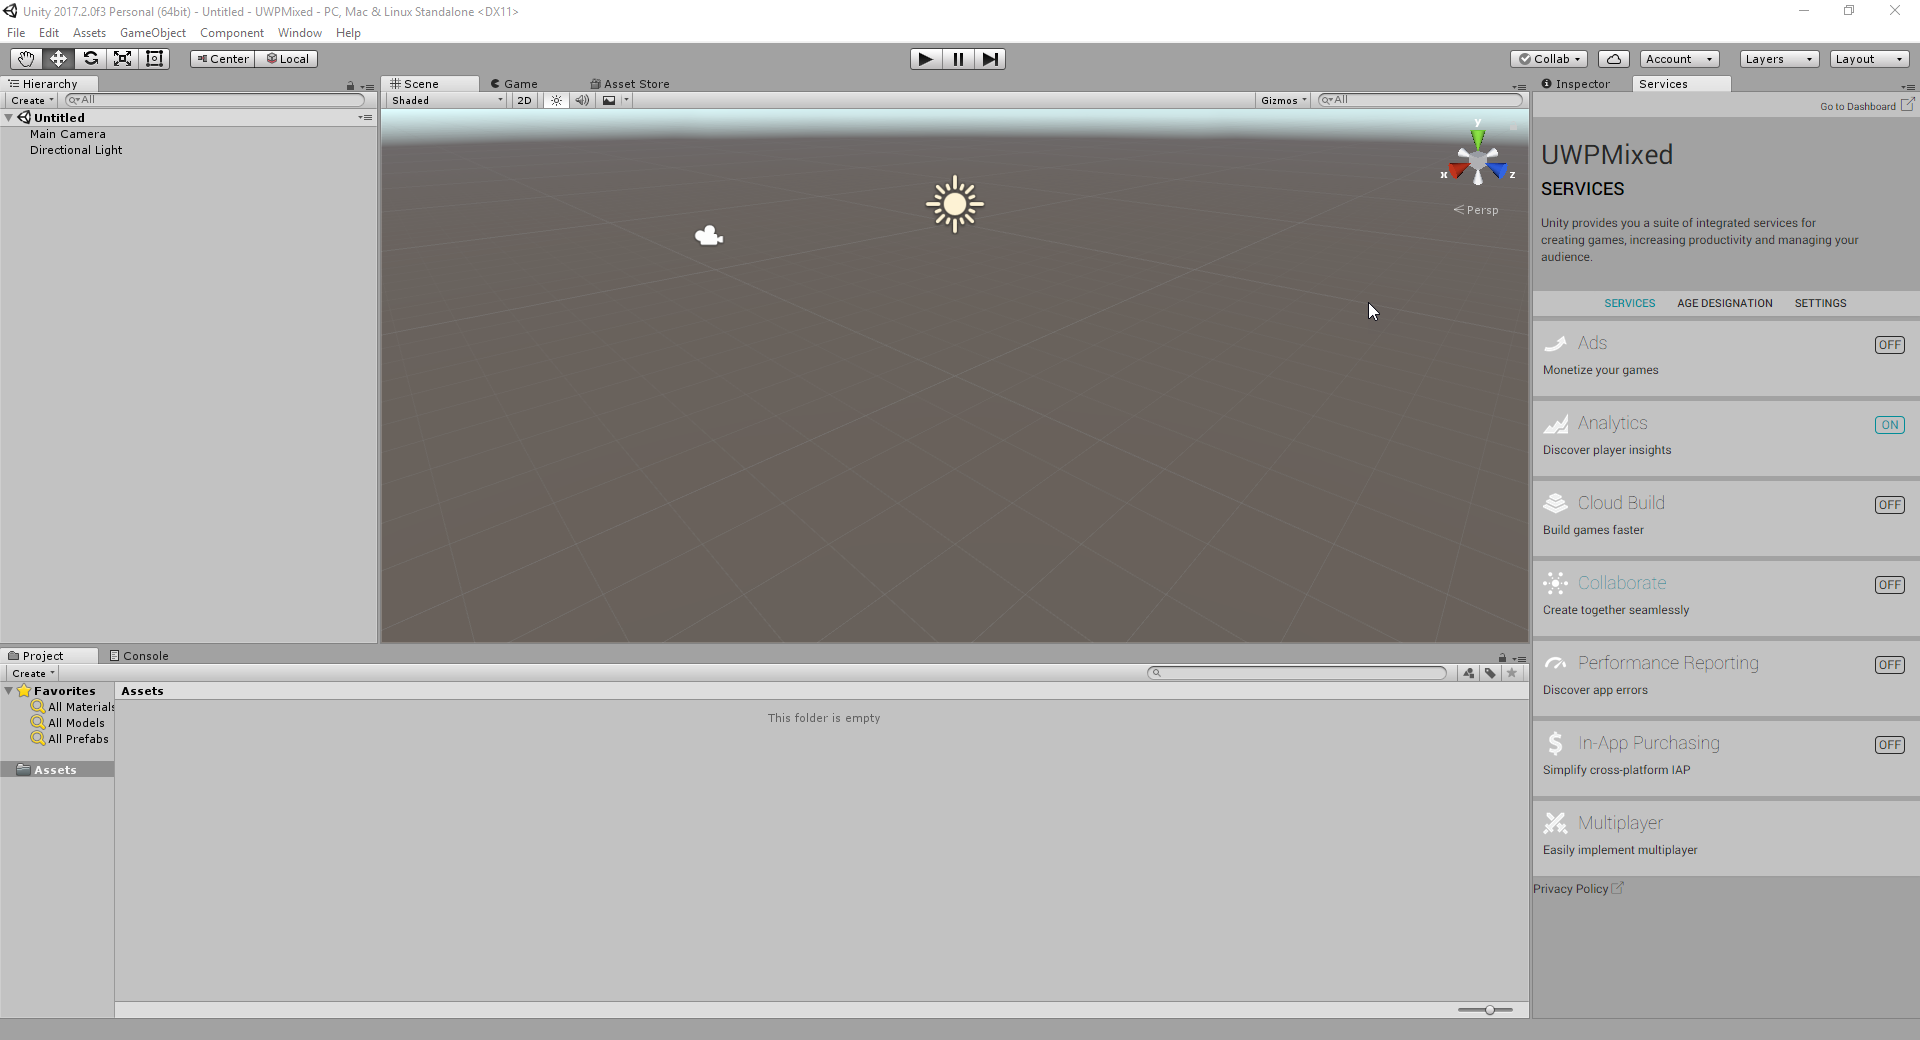 Unity 2017.2.0f3 Personal (64bit) - Untitled - UWPMixed - PC, Mac & Linux Standalone <DX11>
File Edit Assets GameObject Component Window Help
Center Local
Collab Account Layers Layout
Hierarchy
Create All
Untitled
Main Camera
Directional Light
Scene Game Asset Store
Shaded 2D Gizmos All
y
x z
Persp
Inspector Services
Go to Dashboard
UWPMixed
SERVICES
Unity provides you a suite of integrated services for
creating games, increasing productivity and managing your
audience.
SERVICES AGE DESIGNATION SETTINGS
Ads OFF
Monetize your games
Analytics ON
Discover player insights
Cloud Build OFF
Build games faster
Collaborate OFF
Create together seamlessly
Performance Reporting OFF
Discover app errors
In-App Purchasing OFF
Simplify cross-platform IAP
Multiplayer
Easily implement multiplayer
Privacy Policy
Project Console
Create
Favorites
All Materials
All Models
All Prefabs
Assets
Assets
This folder is empty